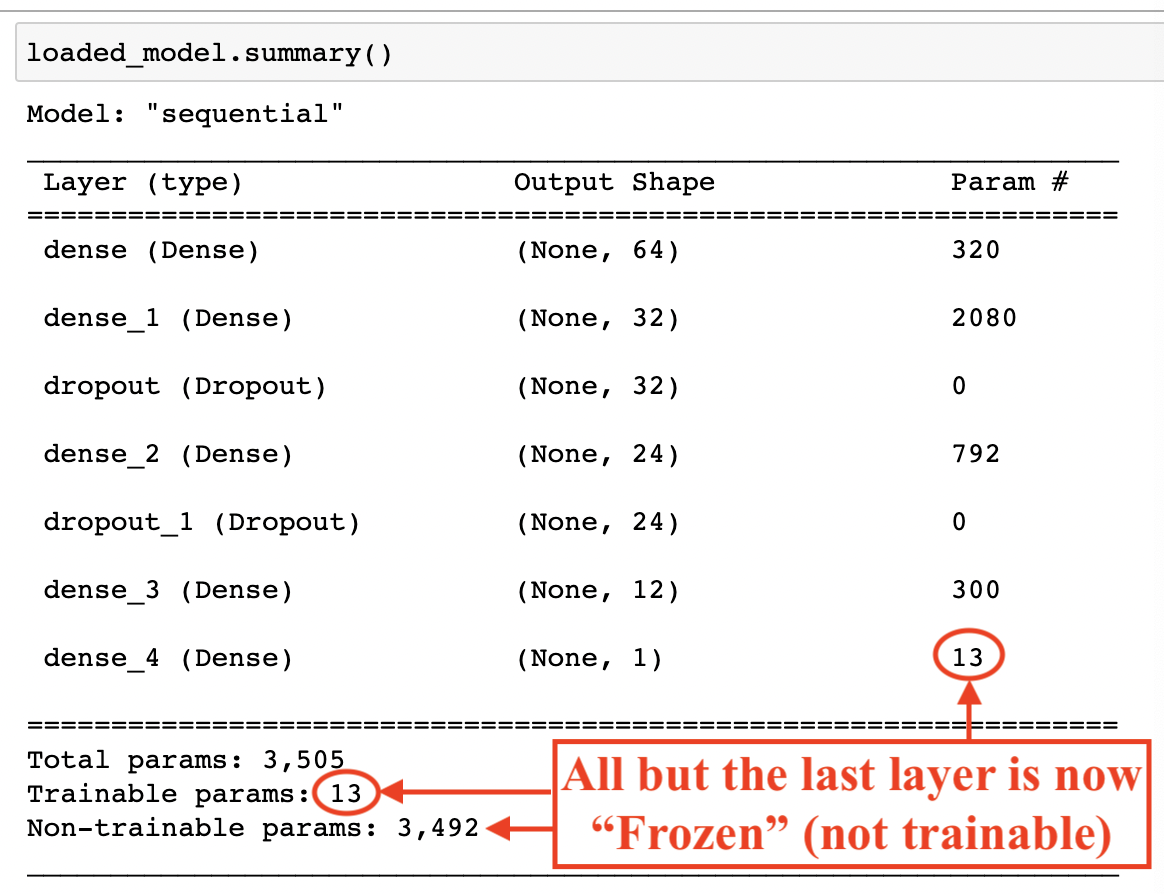 loaded_model.summary()
Model: "sequential"
Layer (type) Output Shape Param #
=================================================================
dense (Dense) (None, 64) 320
dense_1 (Dense) (None, 32) 2080
dropout (Dropout) (None, 32) 0
dense_2 (Dense) (None, 24) 792
dropout_1 (Dropout) (None, 24) 0
dense_3 (Dense) (None, 12) 300
dense_4 (Dense) (None, 1) 13
=================================================================
Total params: 3,505
Trainable params: 13
Non-trainable params: 3,492
All but the last layer is now
“Frozen” (not trainable)